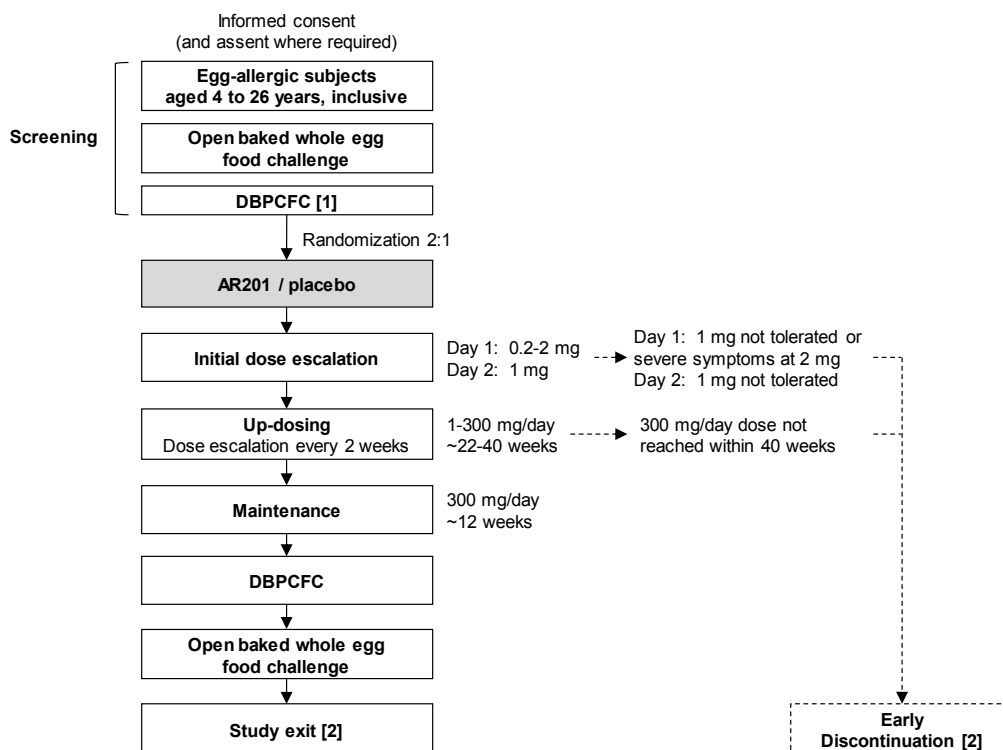 Informed consent
(and assent where required)
Screening
Egg-allergic subjects
aged 4 to 26 years, inclusive
Open baked whole egg
food challenge
DBPCFC [1]
Randomization 2:1
AR201 / placebo
Initial dose escalation
Day 1: 0.2-2 mg
Day 2: 1 mg
Day 1: 1 mg not tolerated or
severe symptoms at 2 mg
Day 2: 1 mg not tolerated
Up-dosing
Dose escalation every 2 weeks
1-300 mg/day
~22-40 weeks
300 mg/day dose not
reached within 40 weeks
Maintenance
300 mg/day
~12 weeks
DBPCFC
Open baked whole egg
food challenge
Study exit [2]
Early
Discontinuation [2]